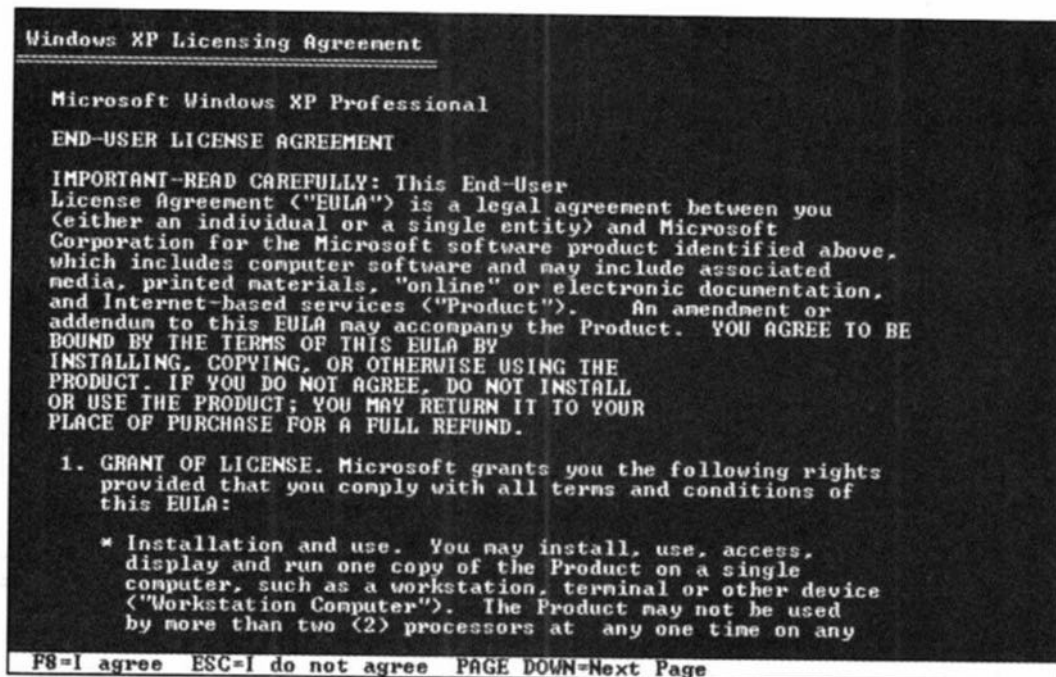 Windows XP Licensing Agreement
Microsoft Windows XP Professional
END-USER LICENSE AGREEMENT
IMPORTANT-READ CAREFULLY: This End-User
License Agreement ("EULA") is a legal agreement between you
(either an individual or a single entity) and Microsoft
Corporation for the Microsoft software product identified above,
which includes computer software and may include associated
media, printed materials, "online" or electronic documentation,
and Internet-based services ("Product"). An amendment or
addendum to this EULA may accompany the Product. YOU AGREE TO BE
BOUND BY THE TERMS OF THIS EULA BY
INSTALLING, COPYING, OR OTHERWISE USING THE
PRODUCT. IF YOU DO NOT AGREE, DO NOT INSTALL
OR USE THE PRODUCT; YOU MAY RETURN IT TO YOUR
PLACE OF PURCHASE FOR A FULL REFUND.
1. GRANT OF LICENSE. Microsoft grants you the following rights
provided that you comply with all terms and conditions of
this EULA:
* Installation and use. You may install, use, access,
display and run one copy of the Product on a single
computer, such as a workstation, terminal or other device
("Workstation Computer"). The Product may not be used
by more than two (2) processors at any one time on any
F8=I agree ESC=I do not agree PAGE DOWN=Next Page